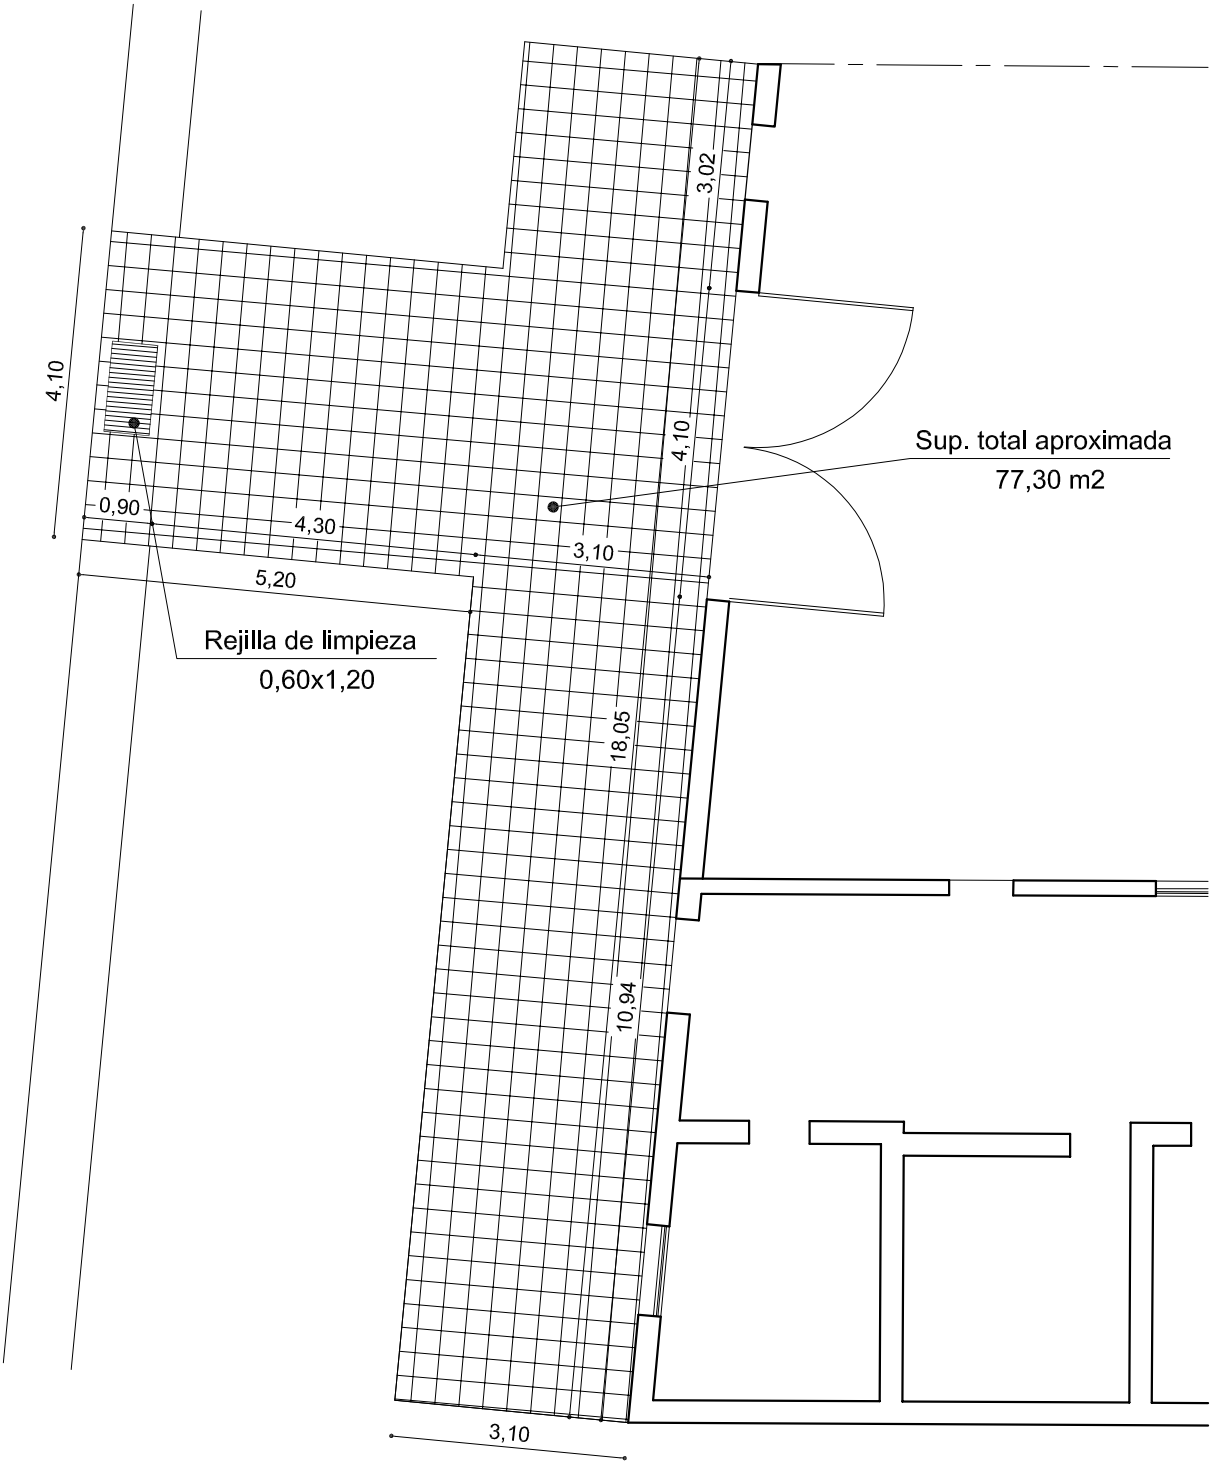 3,02
4,10
4,10
Sup. total aproximada
77,30 m2
0,90
4,30
3,10
5,20
Rejilla de limpieza
0,60x1,20
18,05
10,94
3,10